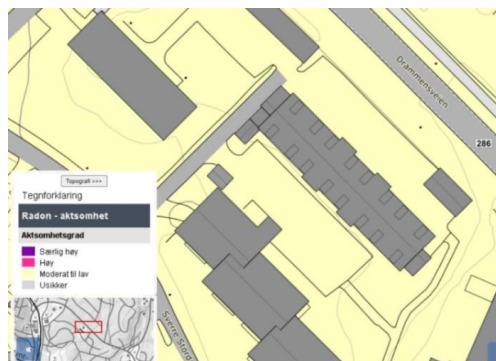 Drammensveien
286
Topografi >>>
Tegnforklaring
Radon - aktsomhet
Aktsomhetsgrad
Særlig høy
Høy
Moderat til lav
Usikker